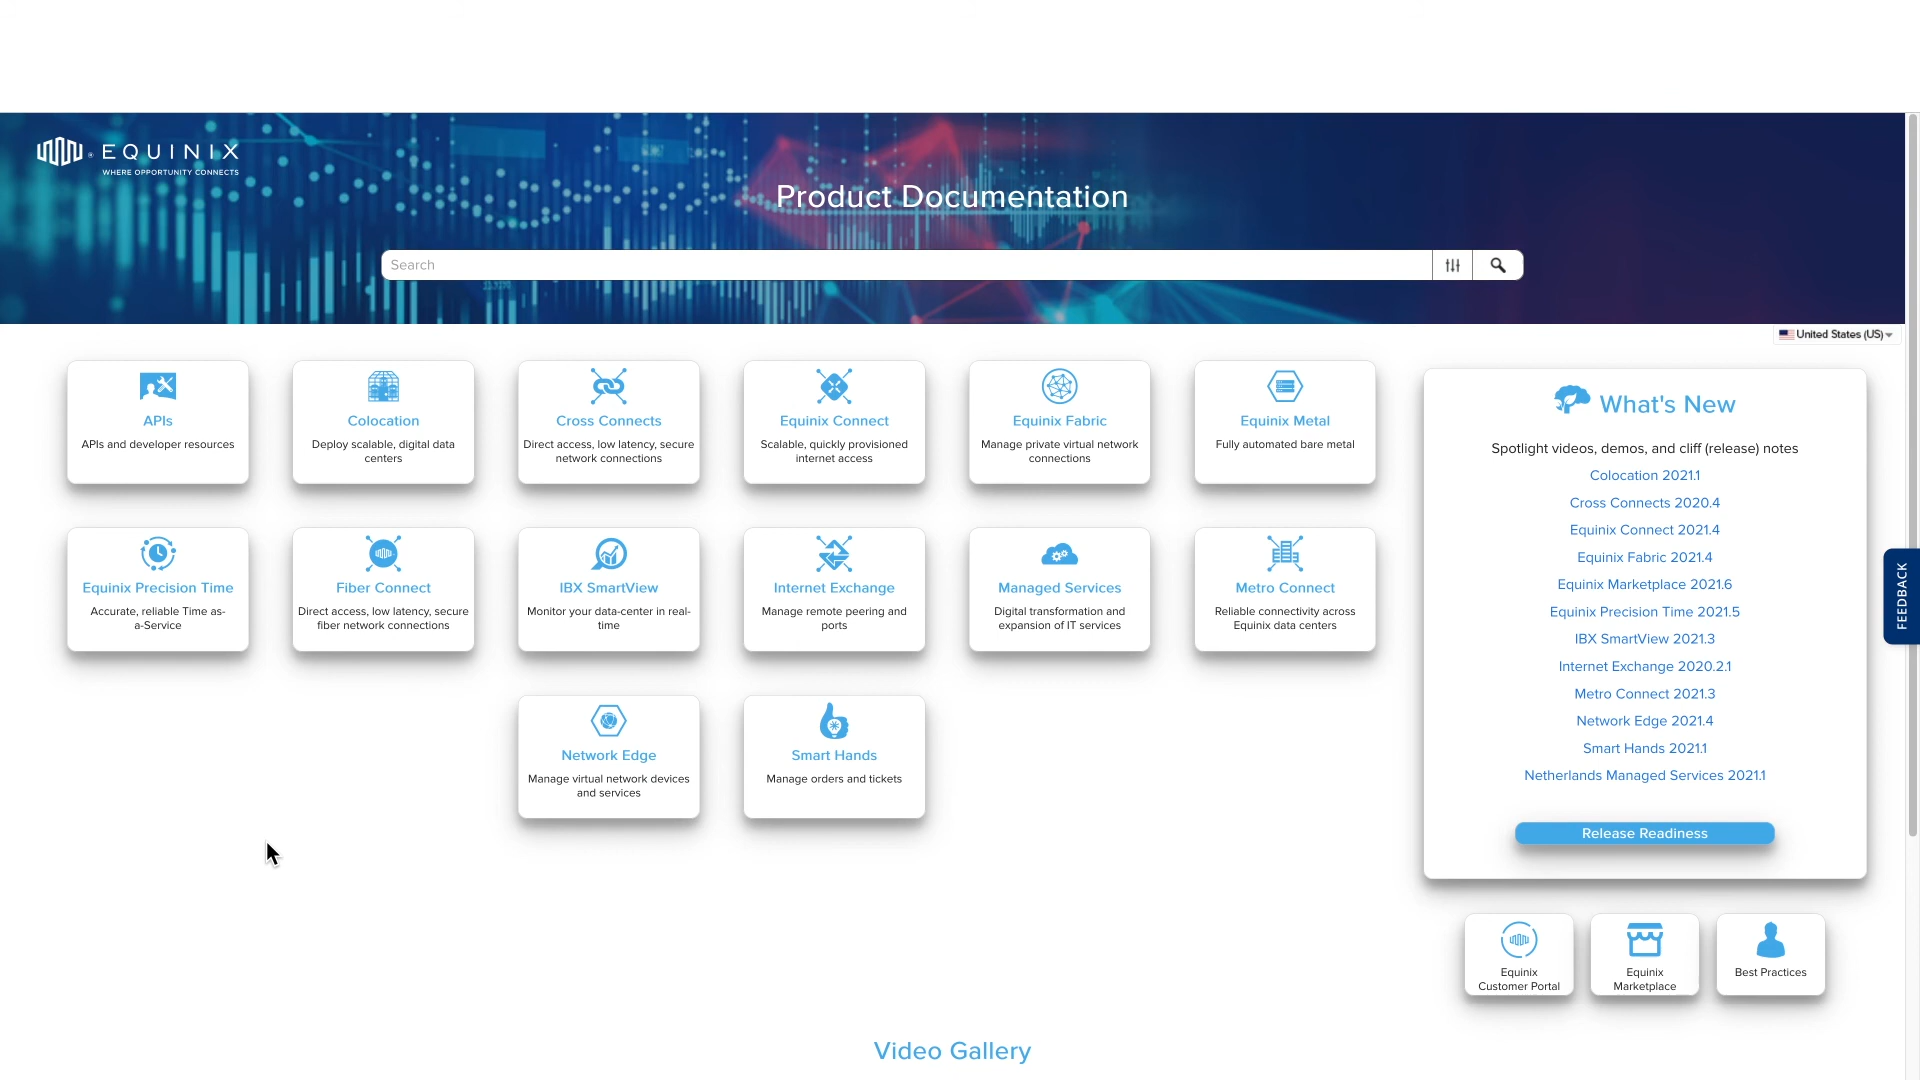 EQUINIX
WHERE OPPORTUNITY CONNECTS
Product Documentation
Search
United States (US)
APIs
APIs and developer resources
Colocation
Deploy scalable, digital data
centers
Cross Connects
Direct access, low latency, secure
network connections
Equinix Connect
Scalable, quickly provisioned
internet access
Equinix Fabric
Manage private virtual network
connections
Equinix Metal
Fully automated bare metal
Equinix Precision Time
Accurate, reliable Time as-
a-Service
Fiber Connect
Direct access, low latency, secure
fiber network connections
IBX SmartView
Monitor your data-center in real-
time
Internet Exchange
Manage remote peering and
ports
Managed Services
Digital transformation and
expansion of IT services
Metro Connect
Reliable connectivity across
Equinix data centers
Network Edge
Manage virtual network devices
and services
Smart Hands
Manage orders and tickets
What's New
Spotlight videos, demos, and cliff (release) notes
Colocation 2021.1
Cross Connects 2020.4
Equinix Connect 2021.4
Equinix Fabric 2021.4
Equinix Marketplace 2021.6
Equinix Precision Time 2021.5
IBX SmartView 2021.3
Internet Exchange 2020.2.1
Metro Connect 2021.3
Network Edge 2021.4
Smart Hands 2021.1
Netherlands Managed Services 2021.1
Release Readiness
FEEDBACK
Equinix
Customer Portal
Equinix
Marketplace
Best Practices
Video Gallery